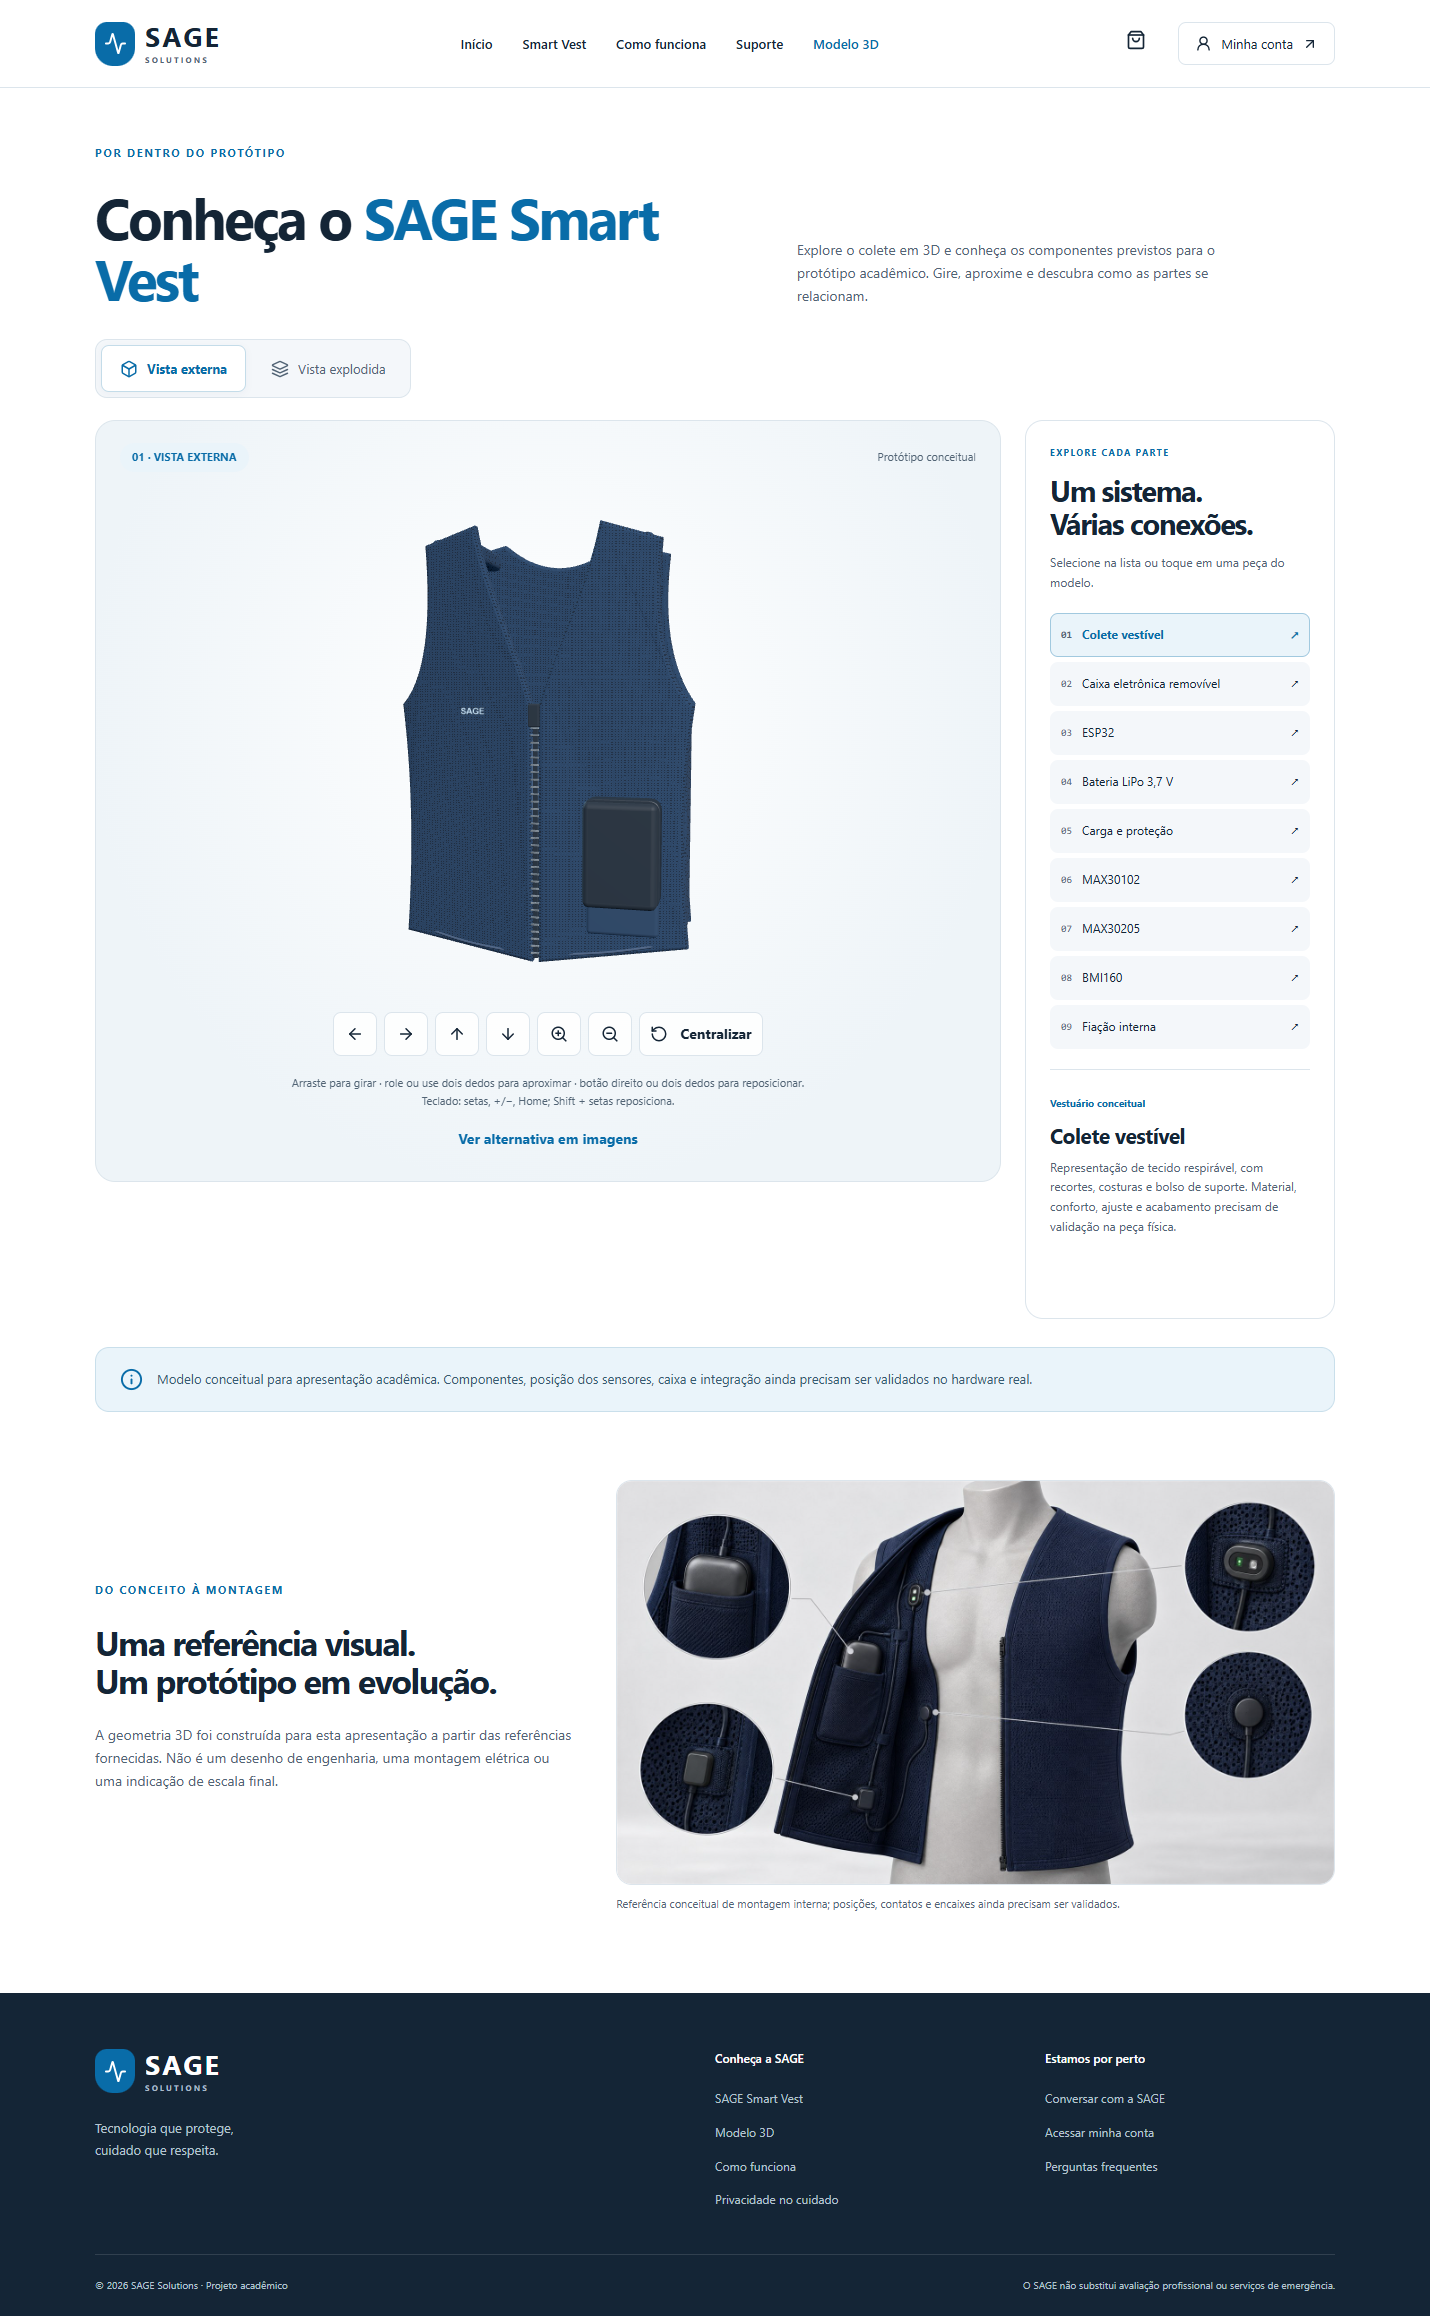 SAGE
SOLUTIONS
Início
Smart Vest
Como funciona
Suporte
Modelo 3D
Minha conta
POR DENTRO DO PROTÓTIPO
Conheça o SAGE Smart
Vest
Explore o colete em 3D e conheça os componentes previstos para o
protótipo acadêmico. Gire, aproxime e descubra como as partes se
relacionam.
Vista externa
Vista explodida
01 · VISTA EXTERNA
Protótipo conceitual
SAGE
Centralizar
Arraste para girar · role ou use dois dedos para aproximar · botão direito ou dois dedos para reposicionar.
Teclado: setas, +/−, Home; Shift + setas reposiciona.
Ver alternativa em imagens
EXPLORE CADA PARTE
Um sistema.
Várias conexões.
Selecione na lista ou toque em uma peça do
modelo.
01 Colete vestível ↗
02 Caixa eletrônica removível ↗
03 ESP32 ↗
04 Bateria LiPo 3,7 V ↗
05 Carga e proteção ↗
06 MAX30102 ↗
07 MAX30205 ↗
08 BMI160 ↗
09 Fiação interna ↗
Vestuário conceitual
Colete vestível
Representação de tecido respirável, com
recortes, costuras e bolso de suporte. Material,
conforto, ajuste e acabamento precisam de
validação na peça física.
Modelo conceitual para apresentação acadêmica. Componentes, posição dos sensores, caixa e integração ainda precisam ser validados no hardware real.
DO CONCEITO À MONTAGEM
Uma referência visual.
Um protótipo em evolução.
A geometria 3D foi construída para esta apresentação a partir das referências
fornecidas. Não é um desenho de engenharia, uma montagem elétrica ou
uma indicação de escala final.
Referência conceitual de montagem interna; posições, contatos e encaixes ainda precisam ser validados.
SAGE
SOLUTIONS
Tecnologia que protege,
cuidado que respeita.
Conheça a SAGE
SAGE Smart Vest
Modelo 3D
Como funciona
Privacidade no cuidado
Estamos por perto
Conversar com a SAGE
Acessar minha conta
Perguntas frequentes
© 2026 SAGE Solutions · Projeto acadêmico
O SAGE não substitui avaliação profissional ou serviços de emergência.